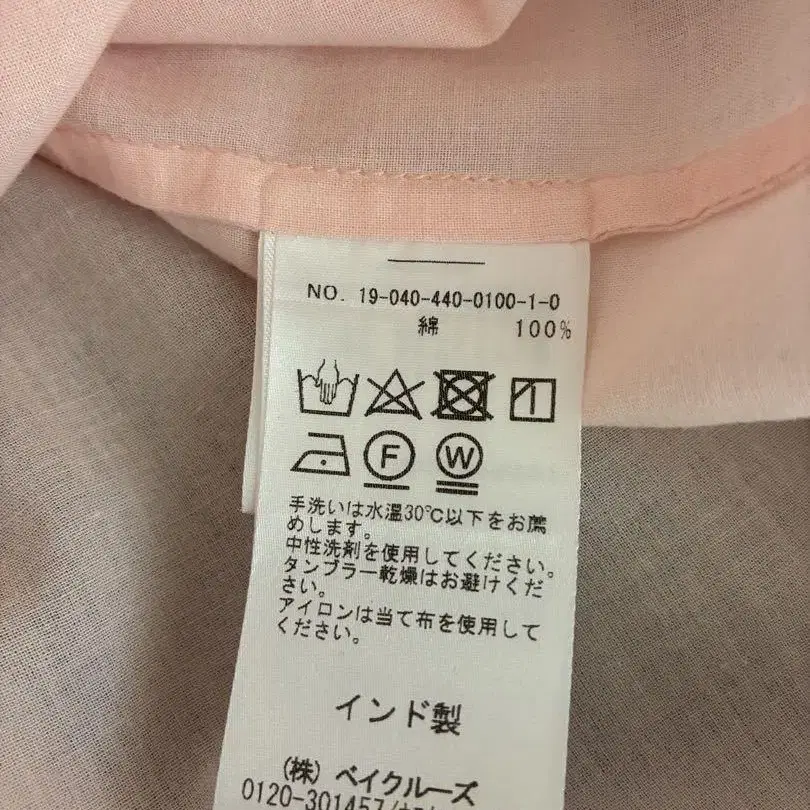 NO. 19-040-440-0100-1-0
綿 100%
F W
手洗いは水温30℃以下をお薦
めします。
中性洗剤を使用してください。
タンブラー乾燥はお避けくだ
さい。
アイロンは当て布を使用して
ください。
インド製
(株) ベイクルーズ
0120-301457